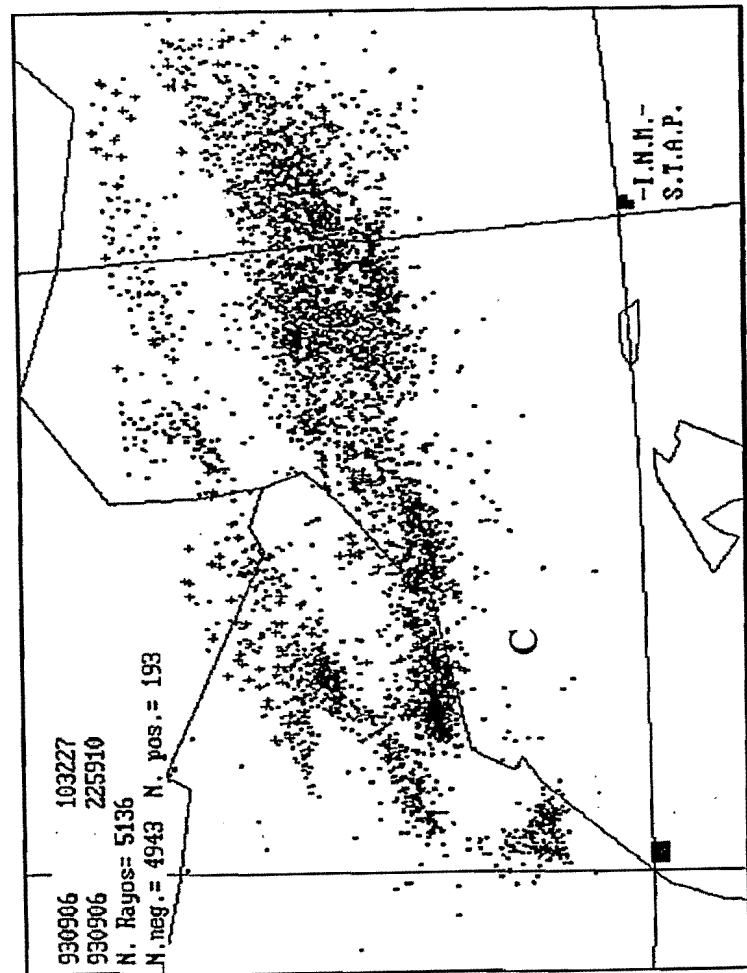 930906 103227
930906 225910
N. Rayos= 5136
N.neg.= 4943 N. pos.= 193
C
-I.N.M.-
S.T.A.P.